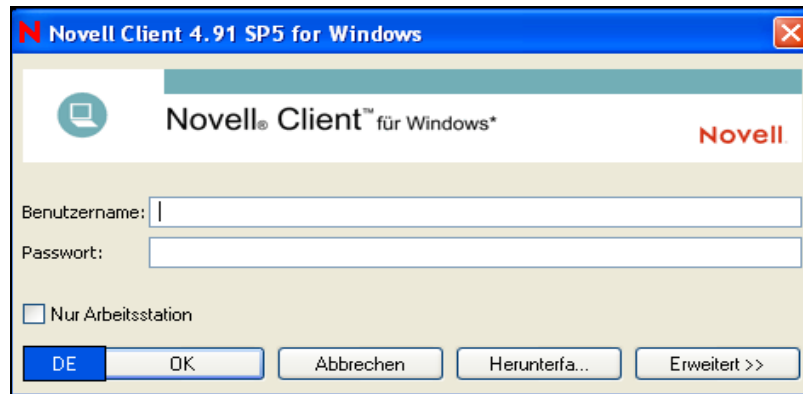 N Novell Client 4.91 SP5 for Windows
Novell® Client™ für Windows*
Novell.
Benutzername:
Passwort:
Nur Arbeitsstation
DE OK Abbrechen Herunterfa... Erweitert >>